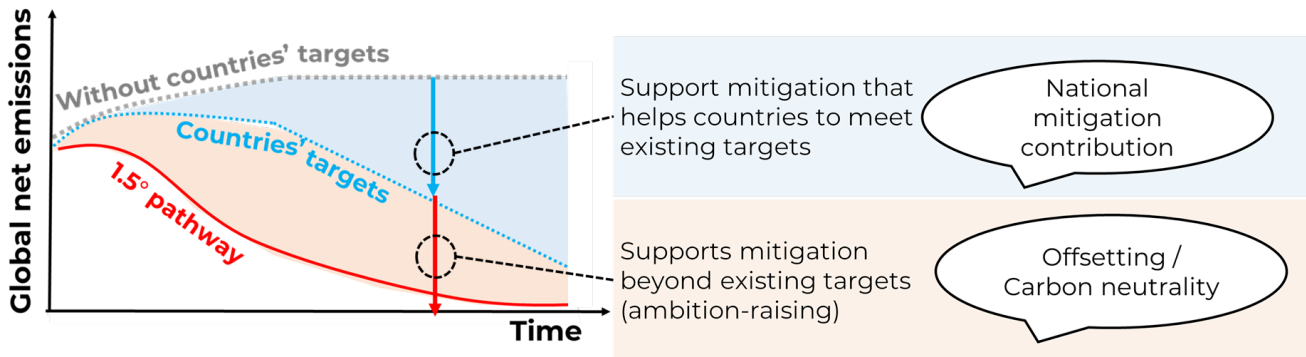 Global net emissions
Without countries' targets
Countries' targets
1.5° pathway
Time
Support mitigation that
helps countries to meet
existing targets
National
mitigation
contribution
Supports mitigation
beyond existing targets
(ambition-raising)
Offsetting /
Carbon neutrality